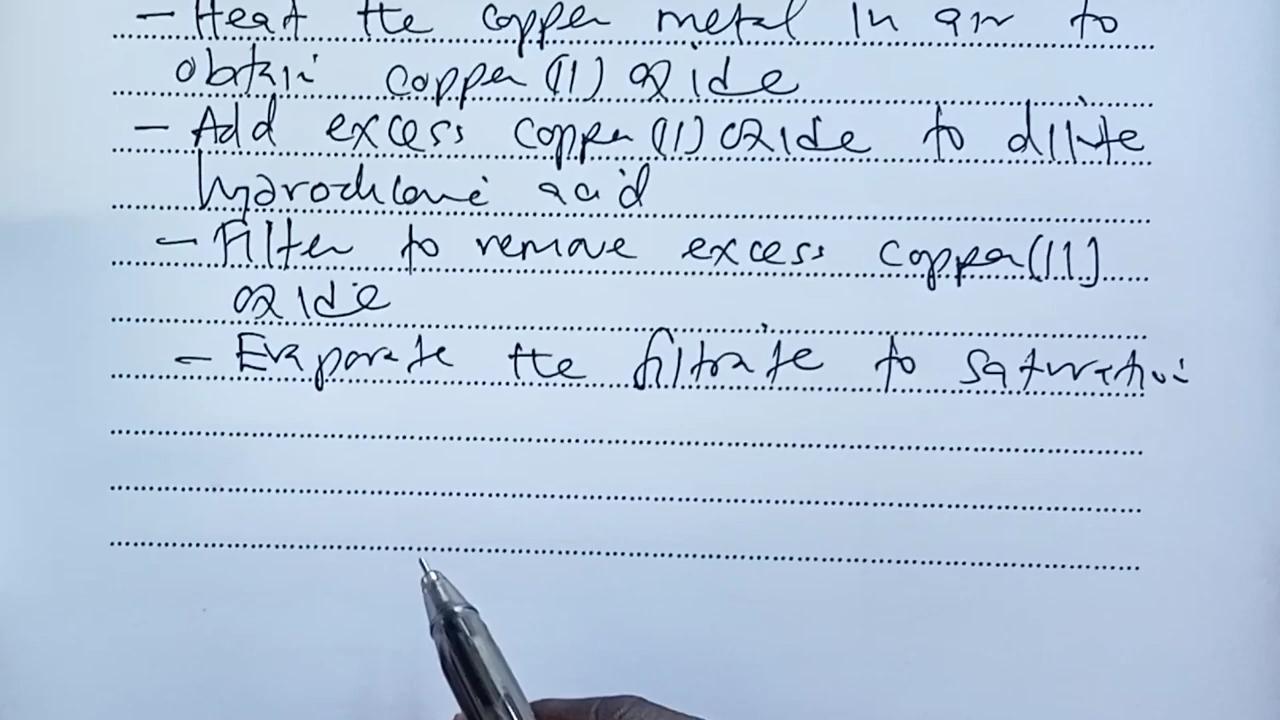 - Heat the copper metal in air to
obtain copper (II) oxide
- Add excess copper (II) oxide to dilute
hydrochloric acid
- Filter to remove excess copper (II)
oxide
- Evaporate the filtrate to saturation